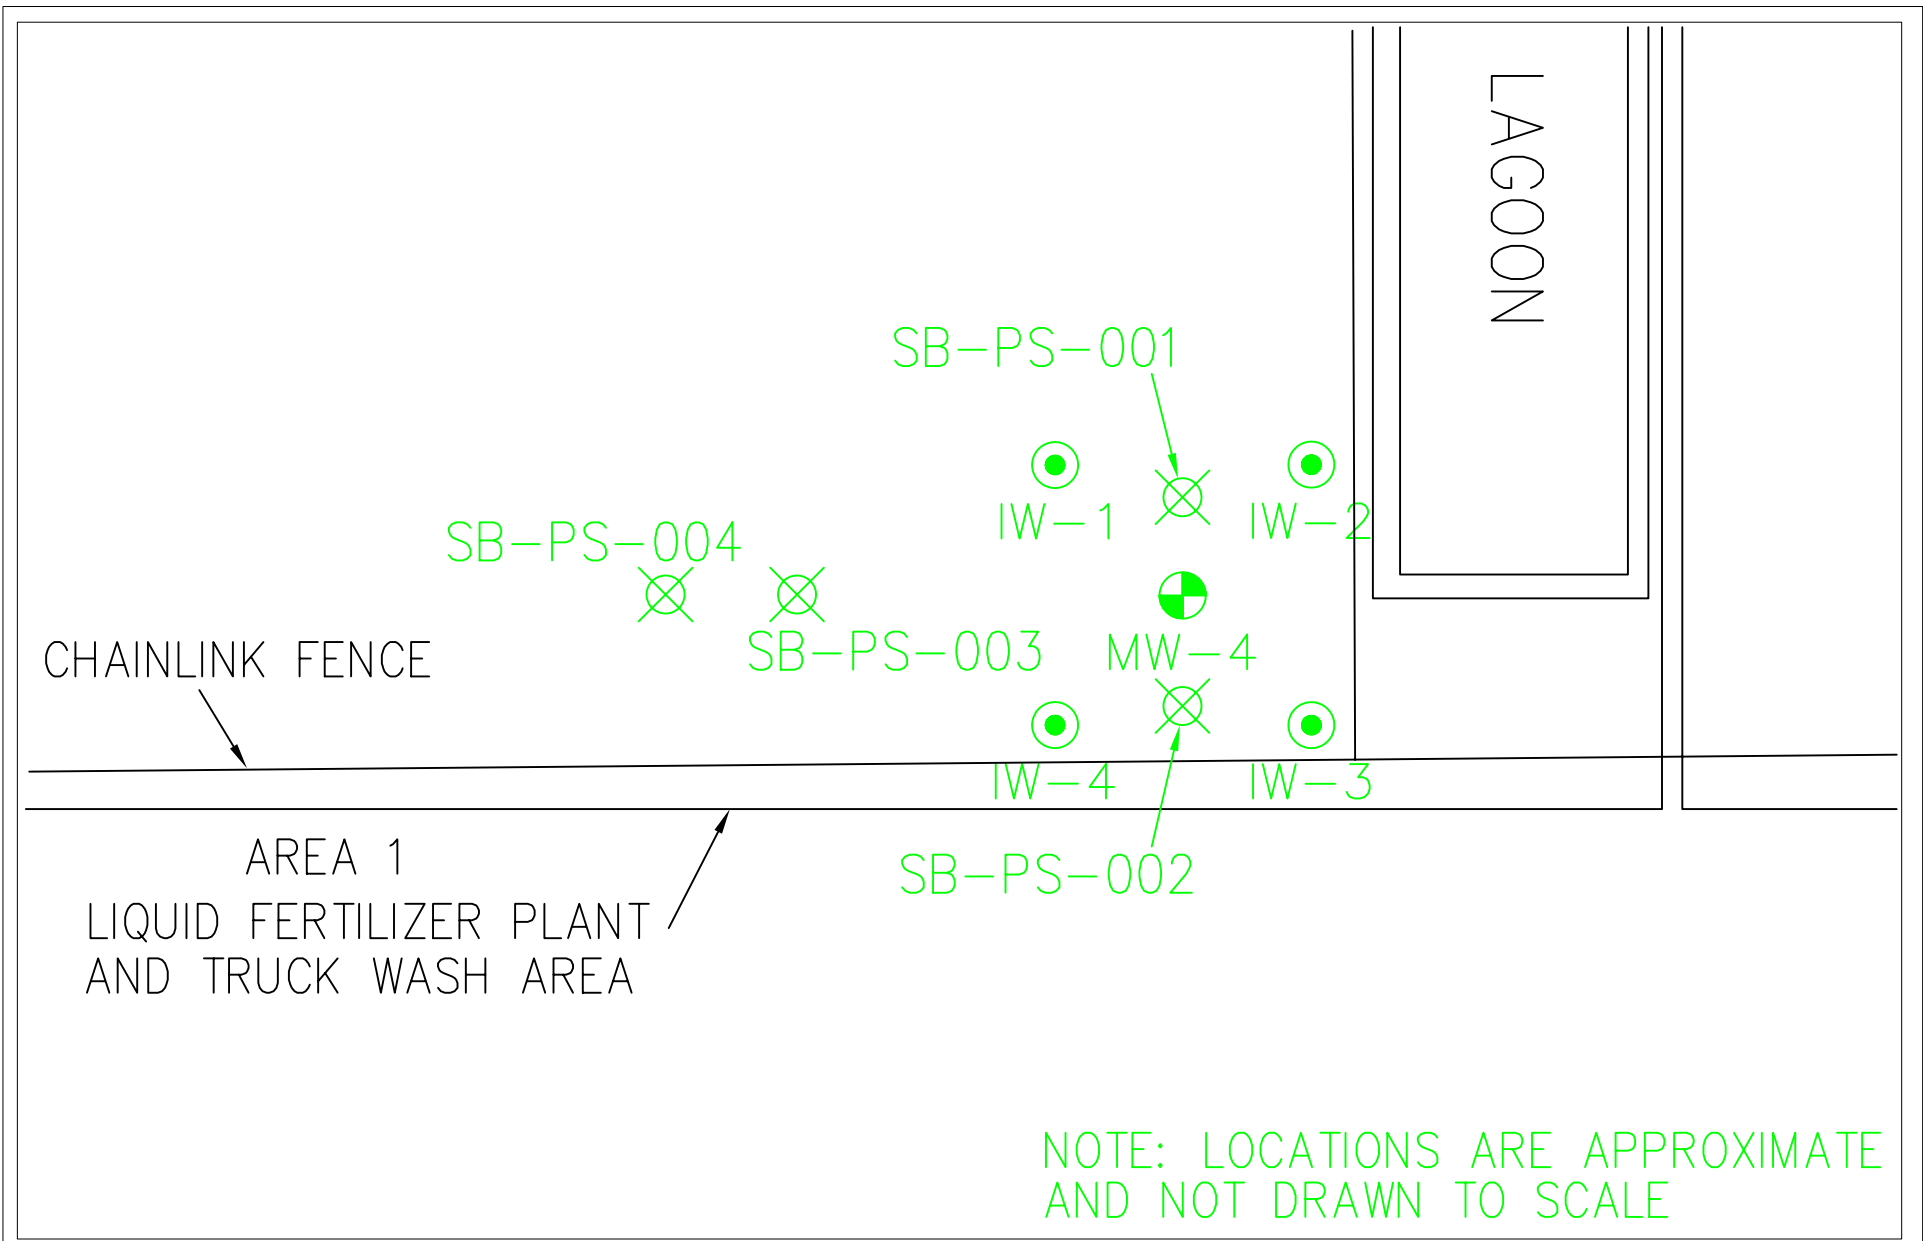 LAGOON
SB-PS-001
IW-1
IW-2
SB-PS-004
SB-PS-003
MW-4
CHAINLINK FENCE
IW-4
IW-3
AREA 1
LIQUID FERTILIZER PLANT
AND TRUCK WASH AREA
SB-PS-002
NOTE: LOCATIONS ARE APPROXIMATE
AND NOT DRAWN TO SCALE